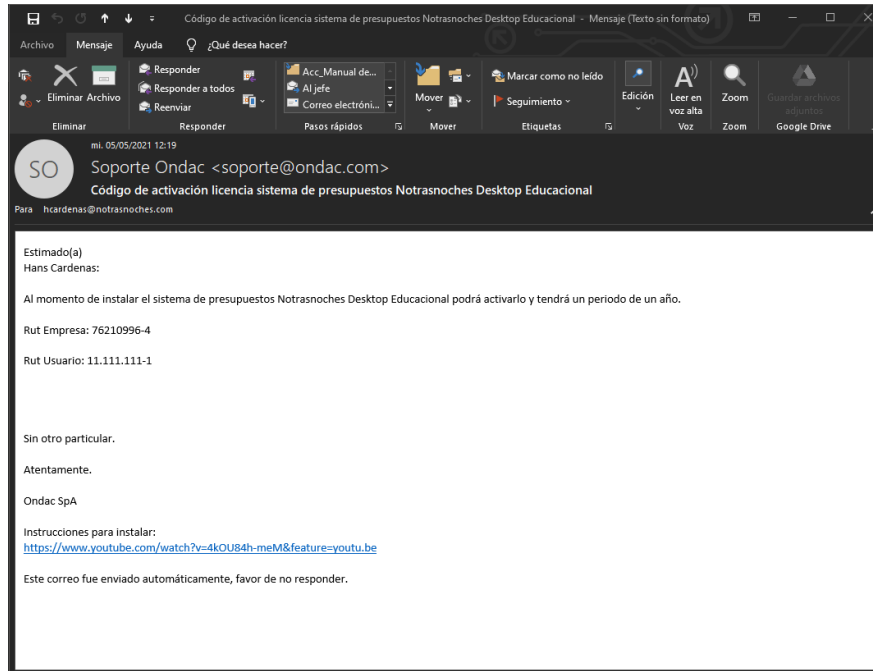 Código de activación licencia sistema de presupuestos Notrasnoches Desktop Educacional - Mensaje (Texto sin formato)
Archivo Mensaje Ayuda ¿Qué desea hacer?
Eliminar Archivo
Eliminar
Responder
Responder a todos
Reenviar
Responder
Acc_Manual de...
Al jefe
Correo electróni...
Pasos rápidos
Mover
Mover
Marcar como no leído
Seguimiento
Etiquetas
Edición
Leer en
voz alta
Voz
Zoom
Zoom
Guardar archivos
adjuntos
Google Drive
mi. 05/05/2021 12:19
SO
Soporte Ondac <soporte@ondac.com>
Código de activación licencia sistema de presupuestos Notrasnoches Desktop Educacional
Para hcardenas@notrasnoches.com
Estimado(a)
Hans Cardenas:
Al momento de instalar el sistema de presupuestos Notrasnoches Desktop Educacional podrá activarlo y tendrá un periodo de un año.
Rut Empresa: 76210996-4
Rut Usuario: 11.111.111-1
Sin otro particular.
Atentamente.
Ondac SpA
Instrucciones para instalar:
https://www.youtube.com/watch?v=4kOU84h-meM&feature=youtu.be
Este correo fue enviado automáticamente, favor de no responder.